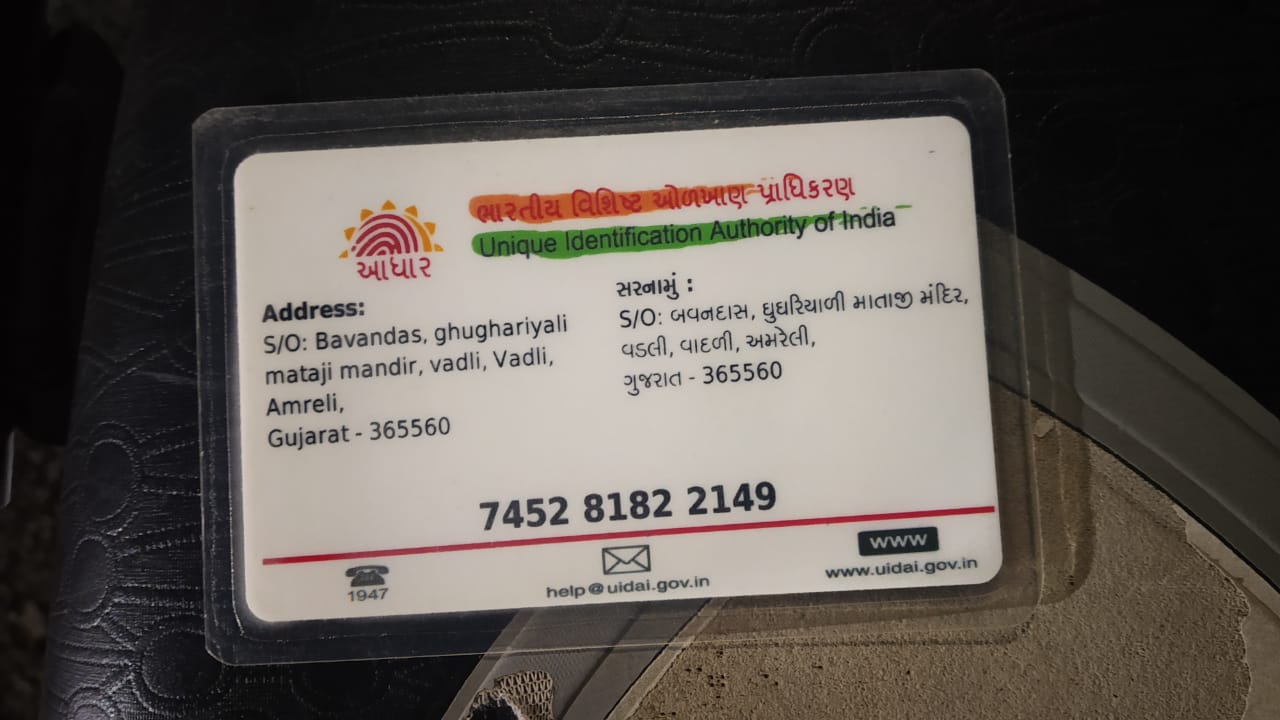 ભારતીય વિશિષ્ટ ઓળખાણ પ્રાધિકરણ
Unique Identification Authority of India
આધાર
Address:
S/O: Bavandas, ghughariyali
mataji mandir, vadli, Vadli,
Amreli,
Gujarat - 365560
સરનામું :
S/O: બવનદાસ, ઘુઘરિયાળી માતાજી મંદિર,
વડલી, વાદળી, અમરેલી,
ગુજરાત - 365560
7452 8182 2149
1947
help@uidai.gov.in
WWW
www.uidai.gov.in